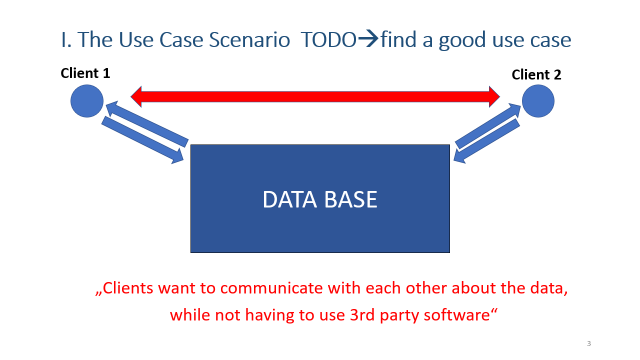 I. The Use Case Scenario  TODO→find a good use case
Client 1
Client 2
DATA BASE
„Clients want to communicate with each other about the data,
while not having to use 3rd party software“
3